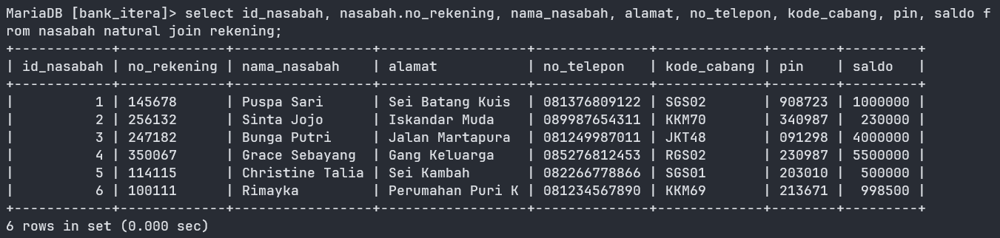 MariaDB [bank_itera]> select id_nasabah, nasabah.no_rekening, nama_nasabah, alamat, no_telepon, kode_cabang, pin, saldo f
rom nasabah natural join rekening;
+------------+-------------+-----------------+------------------+--------------+-------------+--------+---------+
| id_nasabah | no_rekening | nama_nasabah    | alamat           | no_telepon   | kode_cabang | pin    | saldo   |
+------------+-------------+-----------------+------------------+--------------+-------------+--------+---------+
|          1 | 145678      | Puspa Sari      | Sei Batang Kuis  | 081376809122 | SGS02       | 908723 | 1000000 |
|          2 | 256132      | Sinta Jojo      | Iskandar Muda    | 089987654311 | KKM70       | 340987 |  230000 |
|          3 | 247182      | Bunga Putri     | Jalan Martapura  | 081249987011 | JKT48       | 091298 | 4000000 |
|          4 | 350067      | Grace Sebayang  | Gang Keluarga    | 085276812453 | RGS02       | 230987 | 5500000 |
|          5 | 114115      | Christine Talia | Sei Kambah       | 082266778866 | SGS01       | 203010 |  500000 |
|          6 | 100111      | Rimayka         | Perumahan Puri K | 081234567890 | KKM69       | 213671 |  998500 |
+------------+-------------+-----------------+------------------+--------------+-------------+--------+---------+
6 rows in set (0.000 sec)